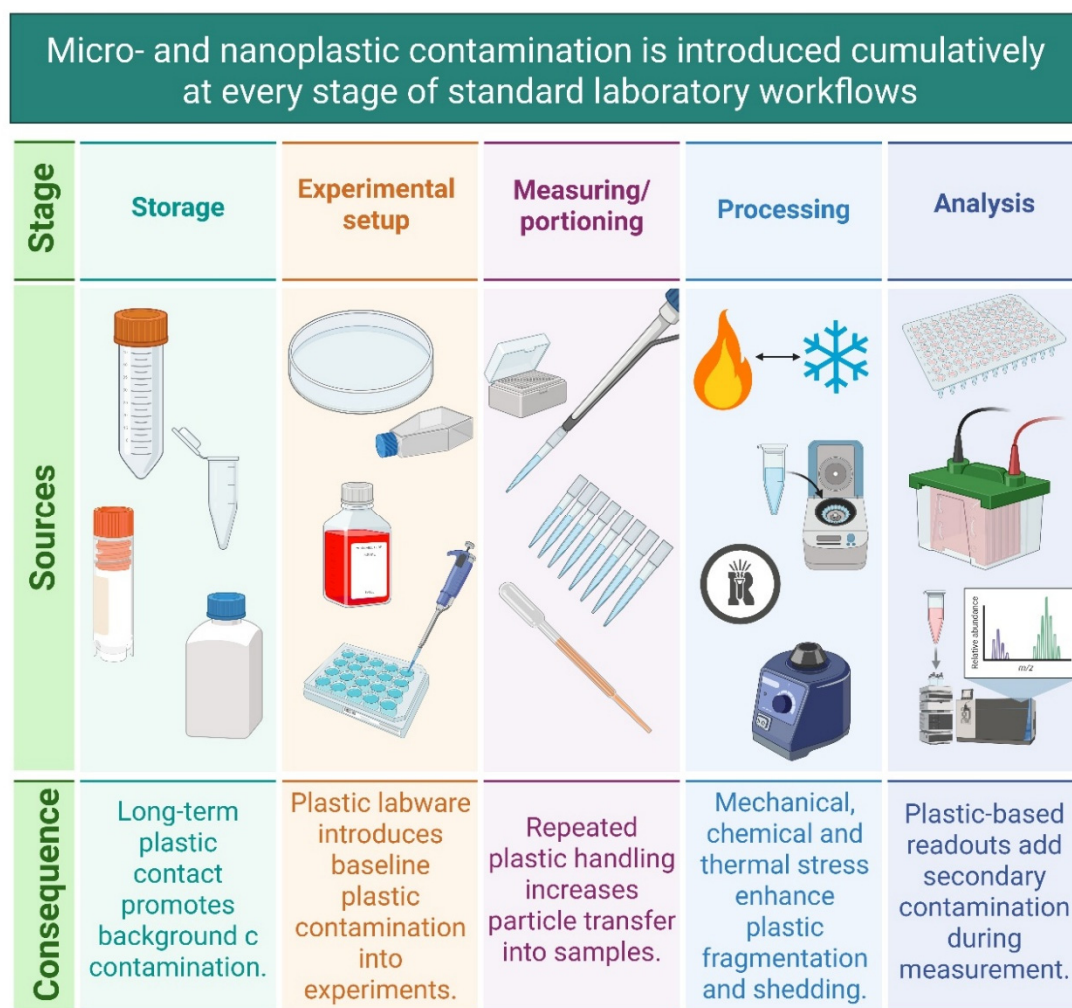 Micro- and nanoplastic contamination is introduced cumulatively
at every stage of standard laboratory workflows
Stage
Storage
Experimental
setup
Measuring/
portioning
Processing
Analysis
Sources
R
Relative abundance
m/z
Consequence
Long-term
plastic
contact
promotes
background c
contamination.
Plastic labware
introduces
baseline
plastic
contamination
into
experiments.
Repeated
plastic handling
increases
particle transfer
into samples.
Mechanical,
chemical and
thermal stress
enhance
plastic
fragmentation
and shedding.
Plastic-based
readouts add
secondary
contamination
during
measurement.